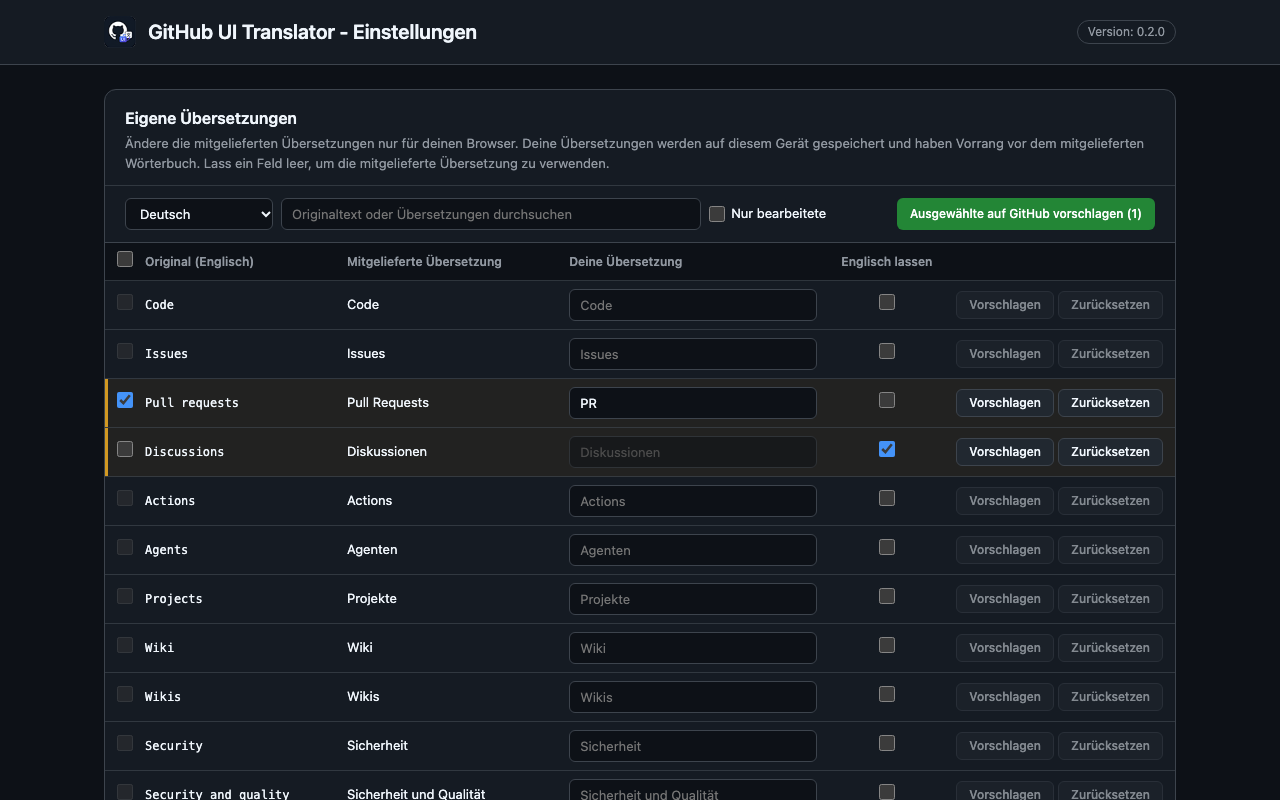 GitHub UI Translator - Einstellungen
Version: 0.2.0
Eigene Übersetzungen
Ändere die mitgelieferten Übersetzungen nur für deinen Browser. Deine Übersetzungen werden auf diesem Gerät gespeichert und haben Vorrang vor dem mitgelieferten
Wörterbuch. Lass ein Feld leer, um die mitgelieferte Übersetzung zu verwenden.
Deutsch Originaltext oder Übersetzungen durchsuchen Nur bearbeitete Ausgewählte auf GitHub vorschlagen (1)
Original (Englisch) Mitgelieferte Übersetzung Deine Übersetzung Englisch lassen
Code Code Code Vorschlagen Zurücksetzen
Issues Issues Issues Vorschlagen Zurücksetzen
Pull requests Pull Requests PR Vorschlagen Zurücksetzen
Discussions Diskussionen Diskussionen Vorschlagen Zurücksetzen
Actions Actions Actions Vorschlagen Zurücksetzen
Agents Agenten Agenten Vorschlagen Zurücksetzen
Projects Projekte Projekte Vorschlagen Zurücksetzen
Wiki Wiki Wiki Vorschlagen Zurücksetzen
Wikis Wikis Wikis Vorschlagen Zurücksetzen
Security Sicherheit Sicherheit Vorschlagen Zurücksetzen
Security and quality Sicherheit und Qualität Sicherheit und Qualität Vorschlagen Zurücksetzen